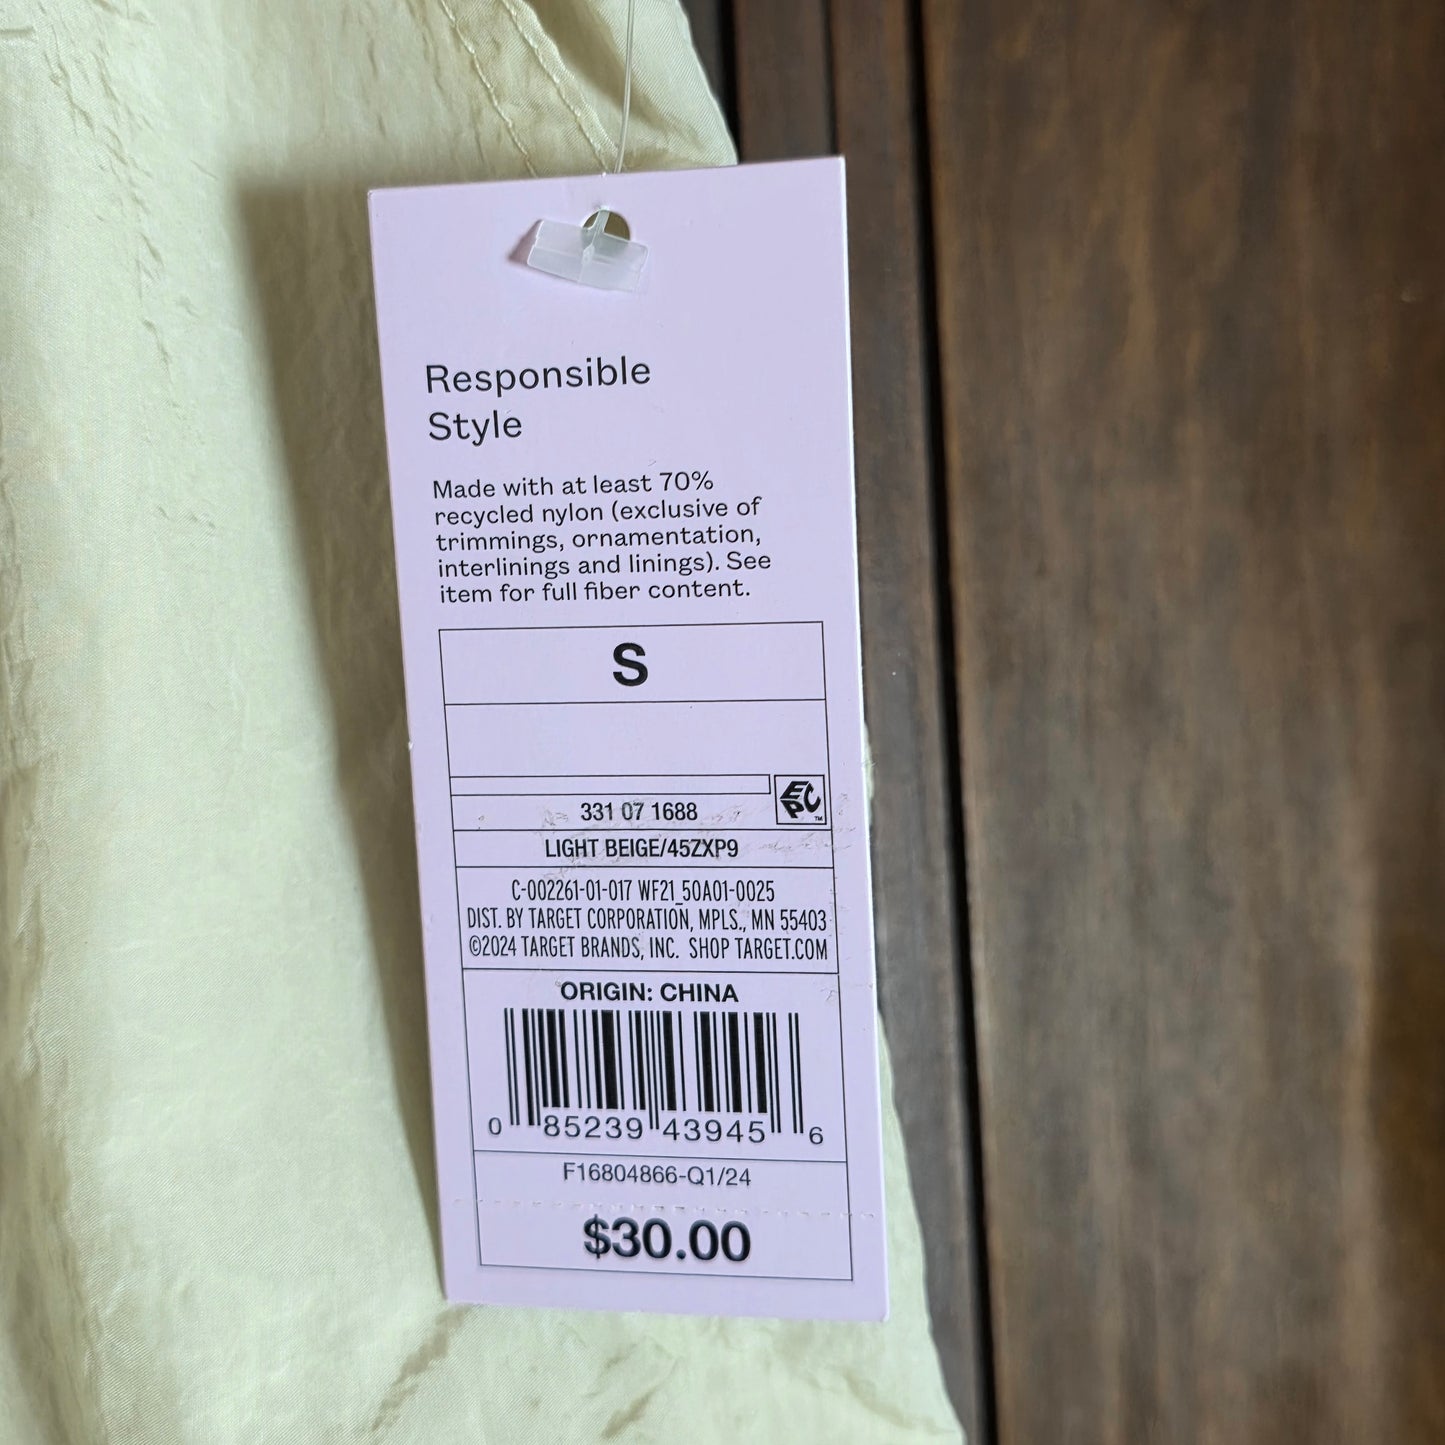 Responsible
Style
Made with at least 70%
recycled nylon (exclusive of
trimmings, ornamentation,
interlinings and linings). See
item for full fiber content.
S
EPC™
331 07 1688
LIGHT BEIGE/45ZXP9
C-002261-01-017 WF21_50A01-0025
DIST. BY TARGET CORPORATION, MPLS., MN 55403
©2024 TARGET BRANDS, INC. SHOP TARGET.COM
ORIGIN: CHINA
0 85239 43945 6
F16804866-Q1/24
$30.00